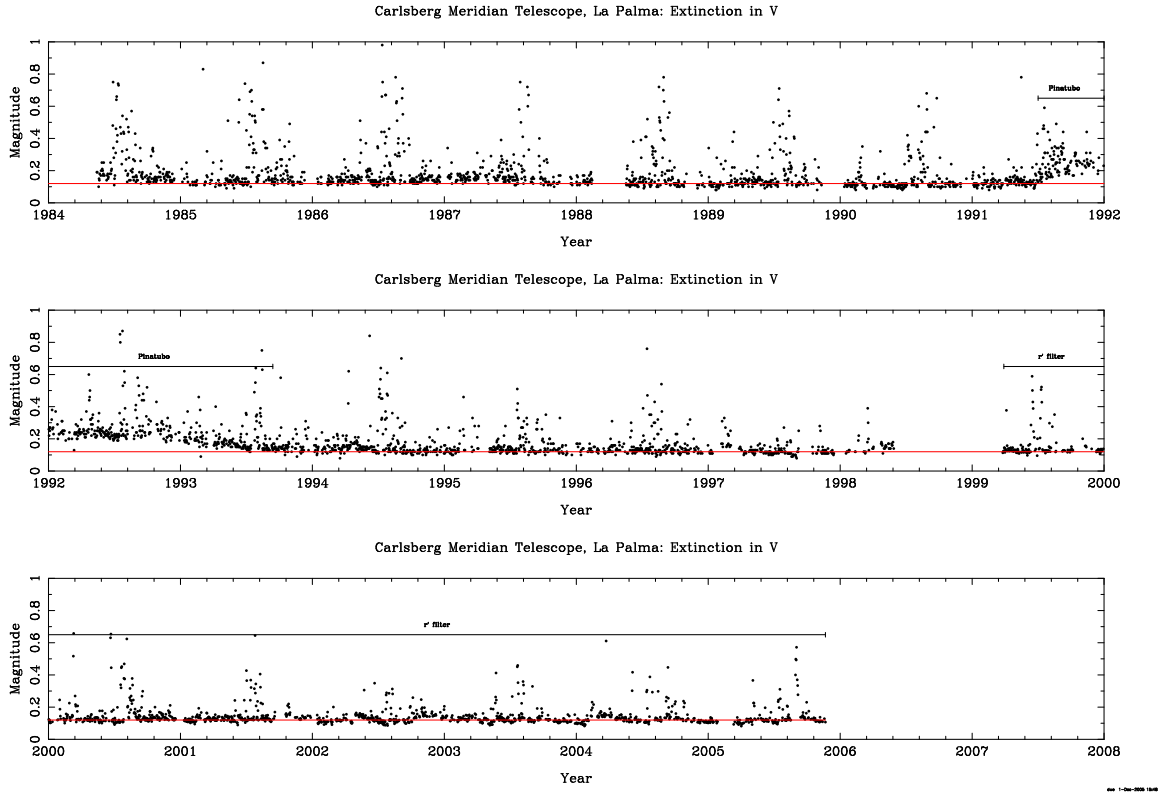 Carlsberg Meridian Telescope, La Palma: Extinction in V
Magnitude
1
0.8
0.6
0.4
0.2
0
Pinatubo
1984 1985 1986 1987 1988 1989 1990 1991 1992
Year
Carlsberg Meridian Telescope, La Palma: Extinction in V
Magnitude
1
0.8
0.6
0.4
0.2
0
Pinatubo
r' filter
1992 1993 1994 1995 1996 1997 1998 1999 2000
Year
Carlsberg Meridian Telescope, La Palma: Extinction in V
Magnitude
1
0.8
0.6
0.4
0.2
0
r' filter
2000 2001 2002 2003 2004 2005 2006 2007 2008
Year
1-Dec-2005